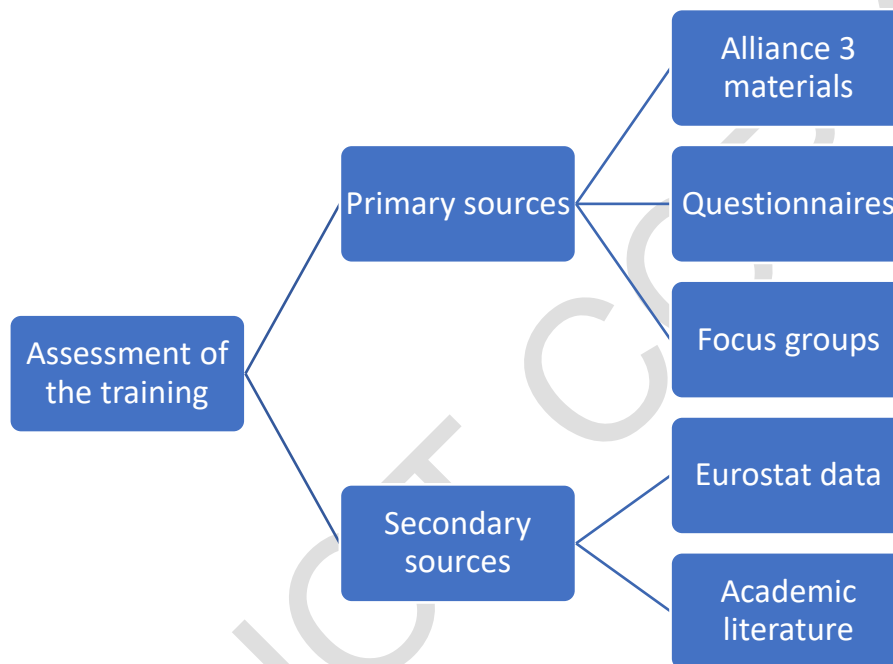 Alliance 3
materials
Primary sources
Questionnaires
Focus groups
Assessment of
the training
Eurostat data
Secondary
sources
Academic
literature